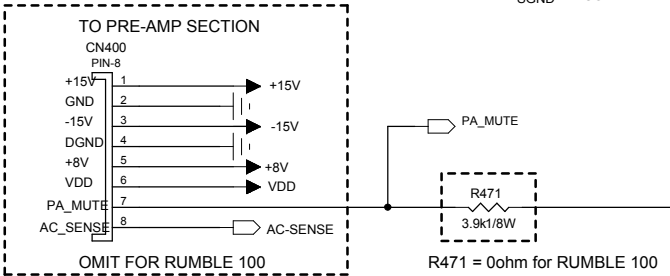 TO PRE-AMP SECTION
CN400
PIN-8
+15V 1 +15V
GND 2
-15V 3 -15V
DGND 4
+8V 5 +8V
VDD 6 VDD
PA_MUTE 7
AC_SENSE 8 AC-SENSE
OMIT FOR RUMBLE 100
PA_MUTE
R471
3.9k1/8W
R471 = 0ohm for RUMBLE 100